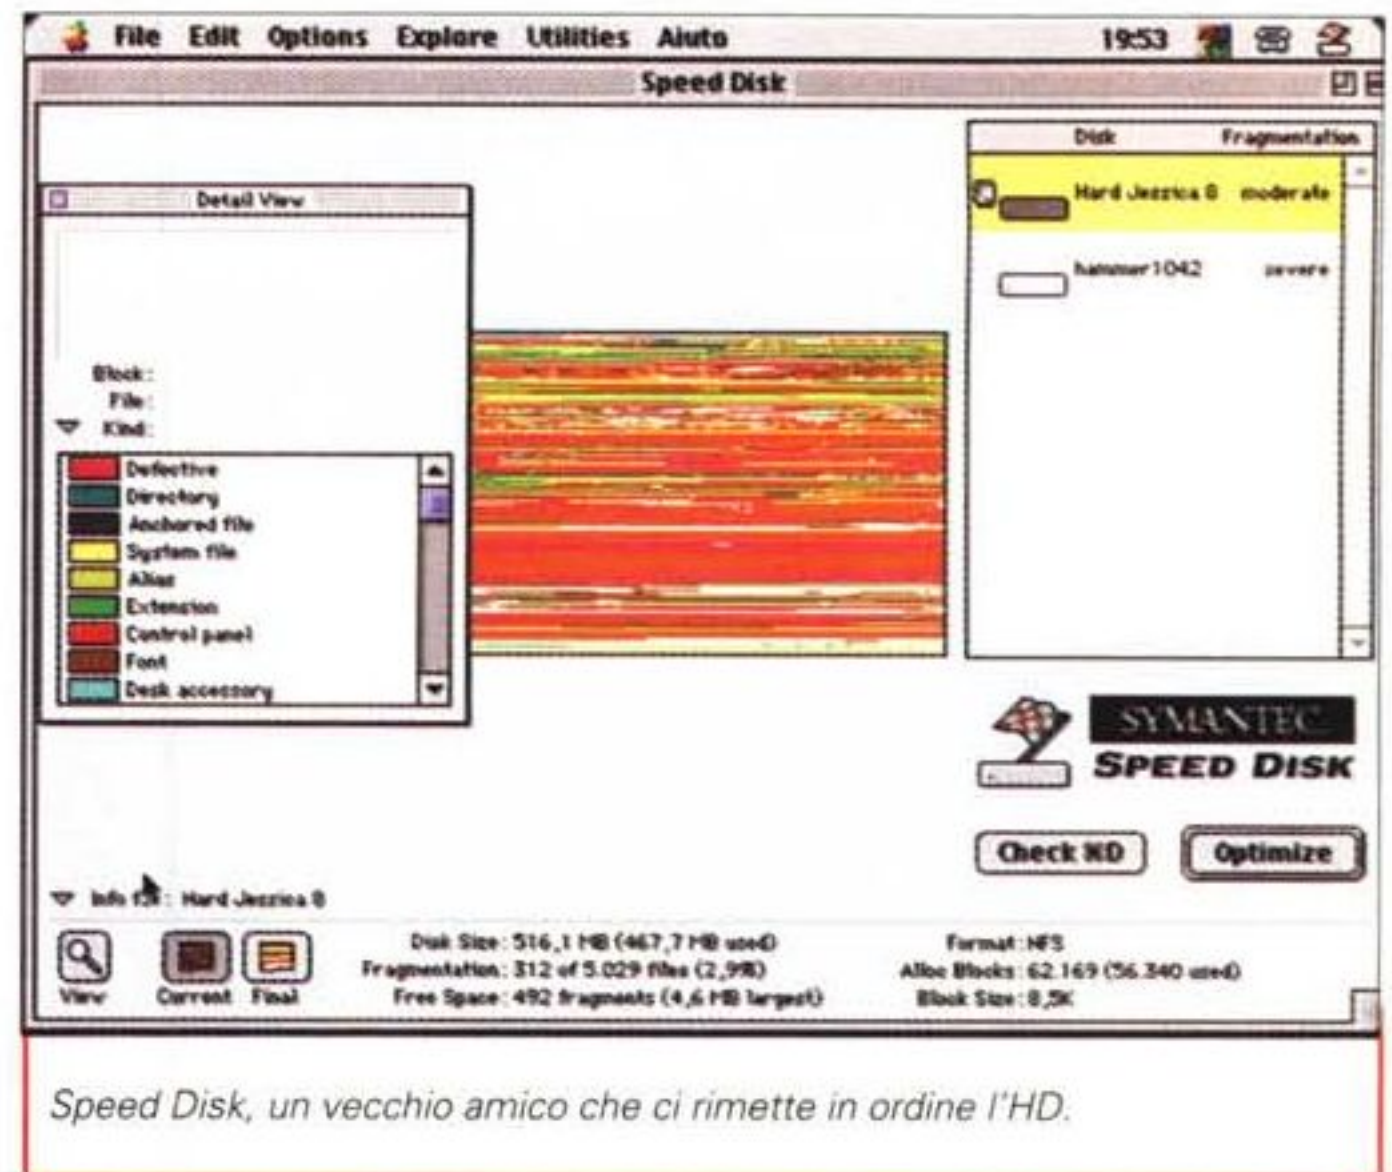 File Edit Options Explore Utilities Aiuto 19:53
Speed Disk
Disk Fragmentation
Hard Jessica 8 moderate
hammer1042 severe
Detail View
Block:
File:
Kind:
Defective
Directory
Anchored file
System file
Alias
Extension
Control panel
Font
Desk accessory
SYMANTEC
SPEED DISK
Check HD Optimize
Info for: Hard Jessica 8
View Current Final
Disk Size: 516,1 MB (467,7 MB used)
Fragmentation: 312 of 5.029 files (2,9%)
Free Space: 492 fragments (4,6 MB largest)
Format: HFS
Alloc Blocks: 62.169 (56.340 used)
Block Size: 8,5K
Speed Disk, un vecchio amico che ci rimette in ordine l'HD.